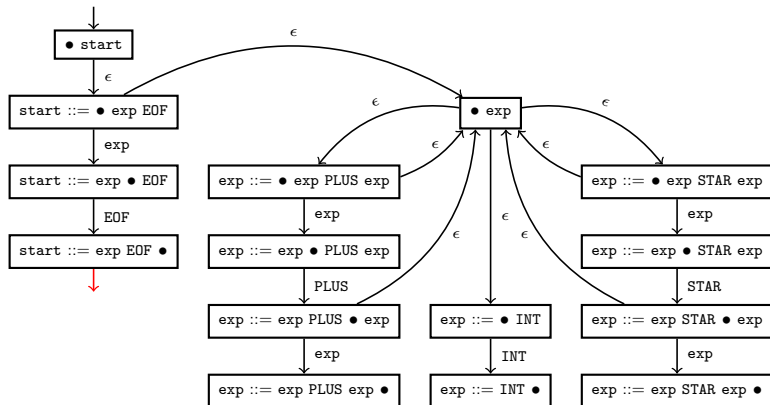 ● start
ϵ
ϵ
start ::= ● exp EOF
● exp
ϵ
ϵ
exp
ϵ
ϵ
start ::= exp ● EOF
exp ::= ● exp PLUS exp
exp ::= ● exp STAR exp
EOF
exp
ϵ
exp
ϵ
ϵ
start ::= exp EOF ●
exp ::= exp ● PLUS exp
exp ::= exp ● STAR exp
PLUS
STAR
exp ::= exp PLUS ● exp
exp ::= ● INT
exp ::= exp STAR ● exp
exp
INT
exp
exp ::= exp PLUS exp ●
exp ::= INT ●
exp ::= exp STAR exp ●